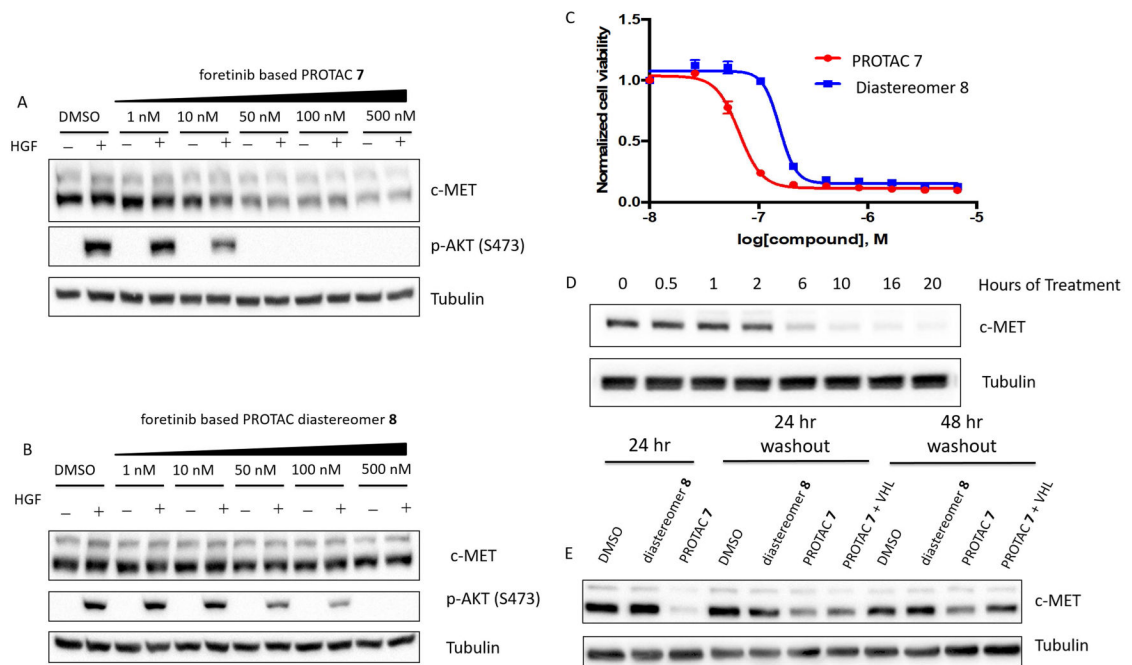 A
foretinib based PROTAC 7
DMSO 1 nM 10 nM 50 nM 100 nM 500 nM
HGF − + − + − + − + − + − +
c-MET
p-AKT (S473)
Tubulin
B
foretinib based PROTAC diastereomer 8
DMSO 1 nM 10 nM 50 nM 100 nM 500 nM
HGF − + − + − + − + − + − +
c-MET
p-AKT (S473)
Tubulin
C
Normalized cell viability
1.5
1.0
0.5
0.0
-8 -7 -6 -5
log[compound], M
PROTAC 7
Diastereomer 8
D
0 0.5 1 2 6 10 16 20 Hours of Treatment
c-MET
Tubulin
24 hr
24 hr
washout
48 hr
washout
E
DMSO
diastereomer 8
PROTAC 7
DMSO
diastereomer 8
PROTAC 7
PROTAC 7 + VHL
DMSO
diastereomer 8
PROTAC 7
PROTAC 7 + VHL
c-MET
Tubulin